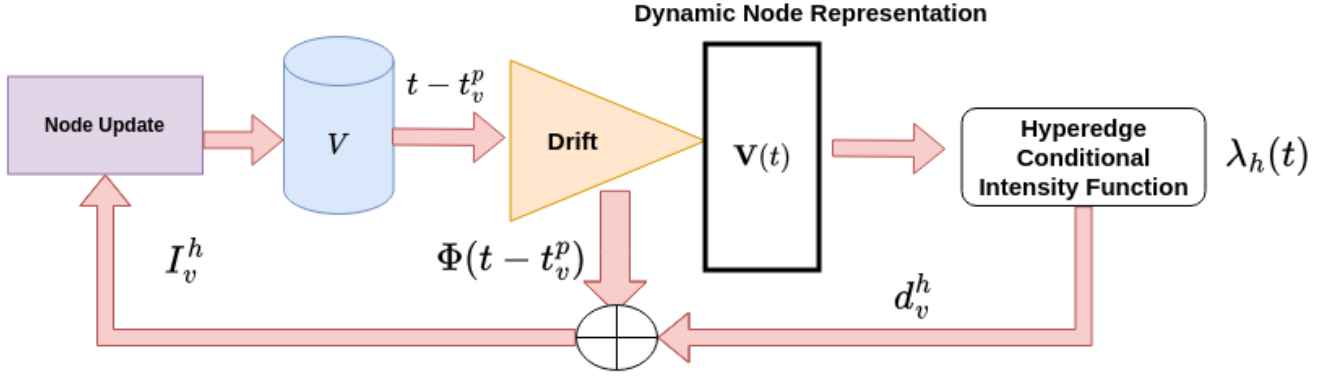 Dynamic Node Representation
Node Update
V
t − t_v^p
Drift
V(t)
Hyperedge
Conditional
Intensity Function
λ_h(t)
I_v^h
Φ(t − t_v^p)
d_v^h